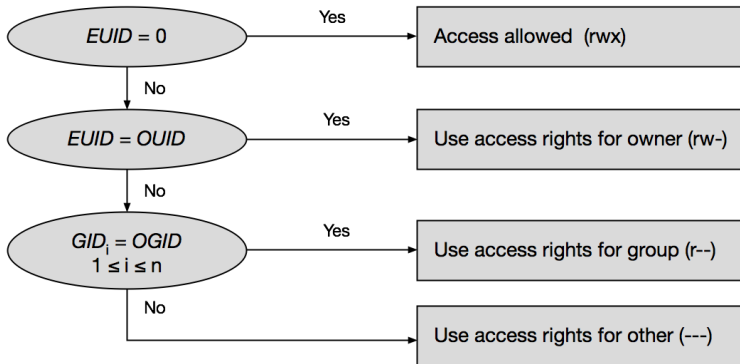 EUID = 0
Yes
Access allowed (rwx)
No
EUID = OUID
Yes
Use access rights for owner (rw-)
No
GIDi = OGID
1 ≤ i ≤ n
Yes
Use access rights for group (r--)
No
Use access rights for other (---)